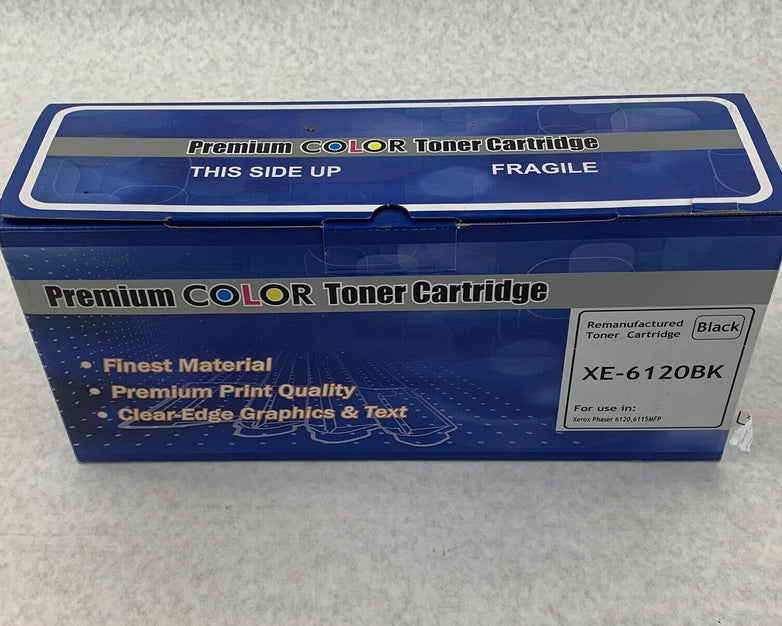 Premium COLOR Toner Cartridge
THIS SIDE UP FRAGILE
Premium COLOR Toner Cartridge
• Finest Material
• Premium Print Quality
• Clear-Edge Graphics & Text
Remanufactured
Toner Cartridge
Black
XE-6120BK
For use in:
Xerox Phaser 6120,6115MFP